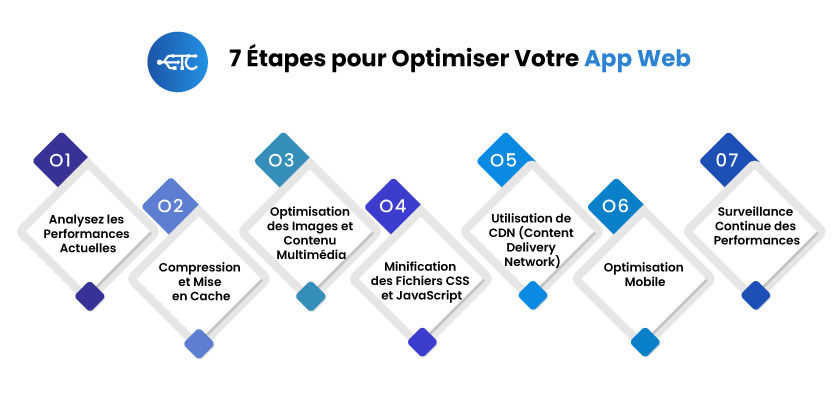 ETC
7 Étapes pour Optimiser Votre App Web
01
Analysez les
Performances
Actuelles
02
Compression
et Mise
en Cache
03
Optimisation
des Images et
Contenu
Multimédia
04
Minification
des Fichiers CSS
et JavaScript
05
Utilisation de
CDN (Content
Delivery
Network)
06
Optimisation
Mobile
07
Surveillance
Continue des
Performances